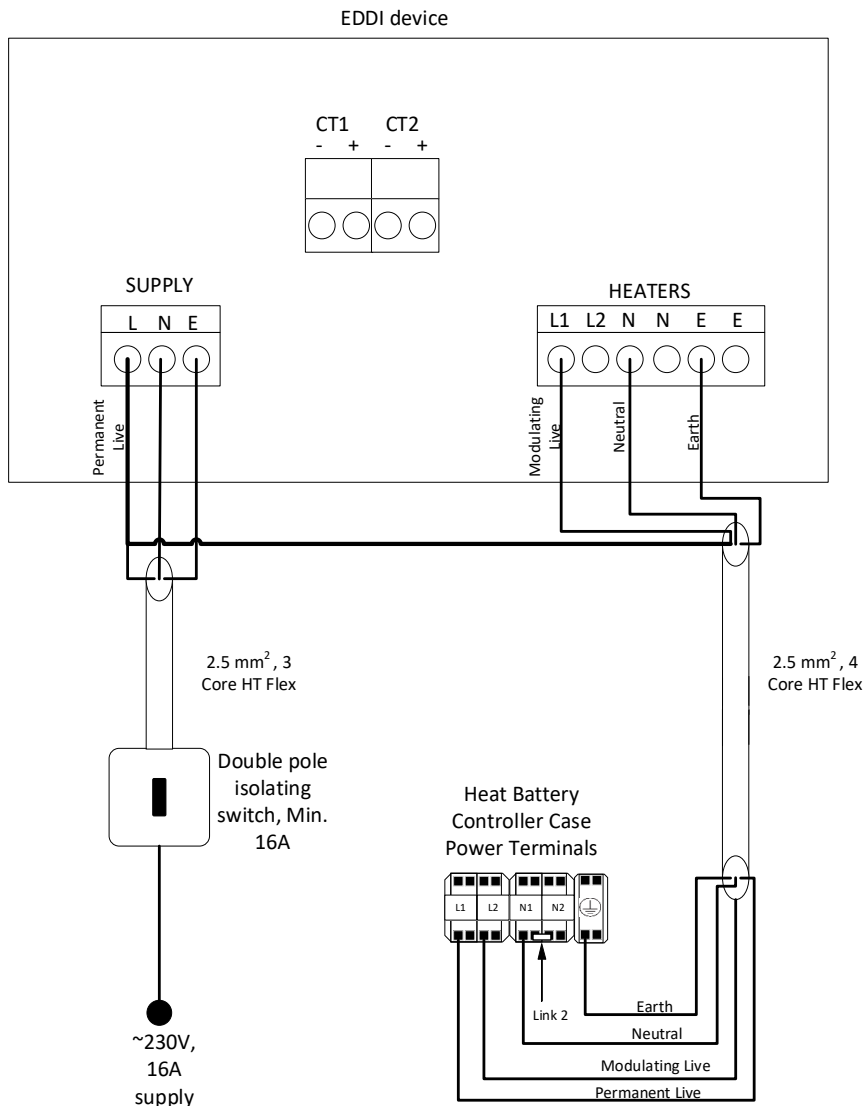 EDDI device
CT1 CT2
- + - +
SUPPLY
L N E
HEATERS
L1 L2 N N E E
Permanent
Live
Modulating
Live
Neutral
Earth
2.5 mm², 3
Core HT Flex
2.5 mm², 4
Core HT Flex
Double pole
isolating
switch, Min.
16A
Heat Battery
Controller Case
Power Terminals
L1 L2 N1 N2
Link 2
Earth
Neutral
Modulating Live
Permanent Live
~230V,
16A
supply